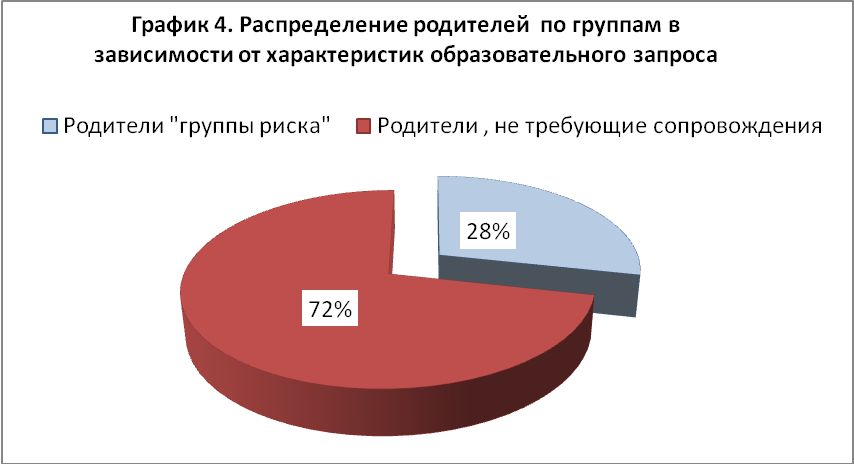 График 4. Распределение родителей по группам в
зависимости от характеристик образовательного запроса
Родители "группы риска" Родители , не требующие сопровождения
28%
72%